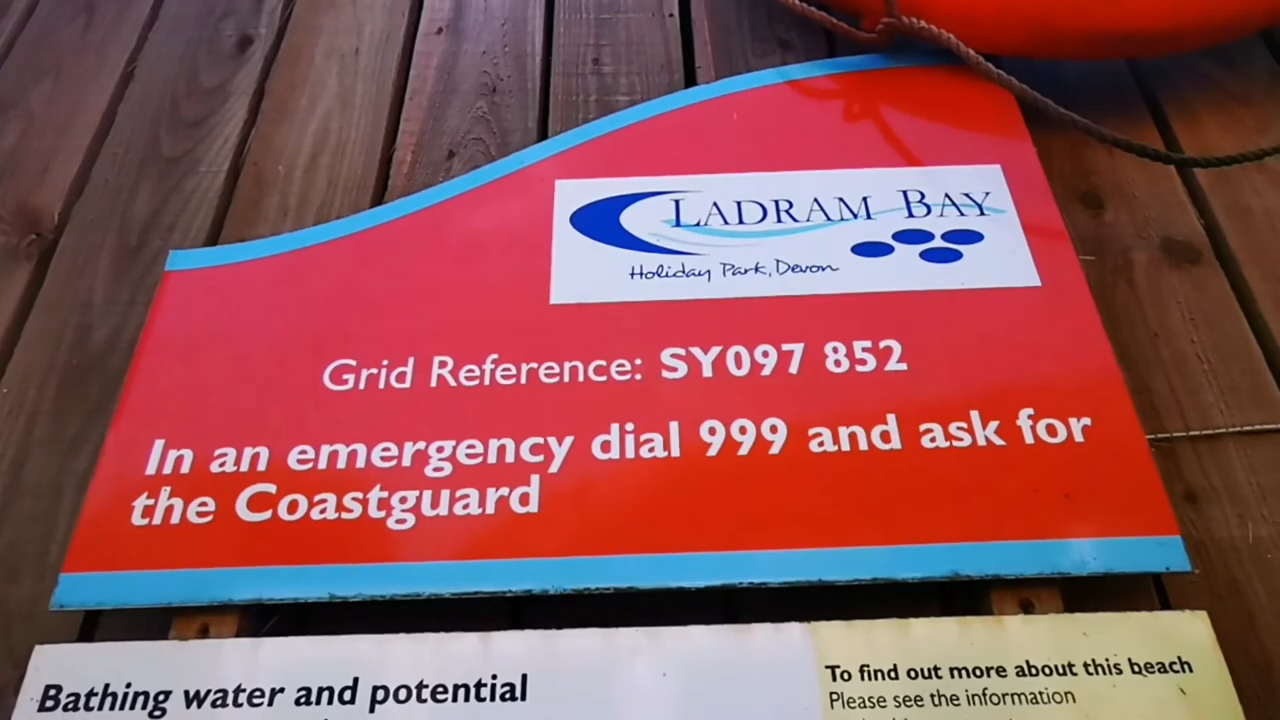 LADRAM BAY
Holiday Park, Devon
Grid Reference: SY097 852
In an emergency dial 999 and ask for
the Coastguard
Bathing water and potential
To find out more about this beach
Please see the information